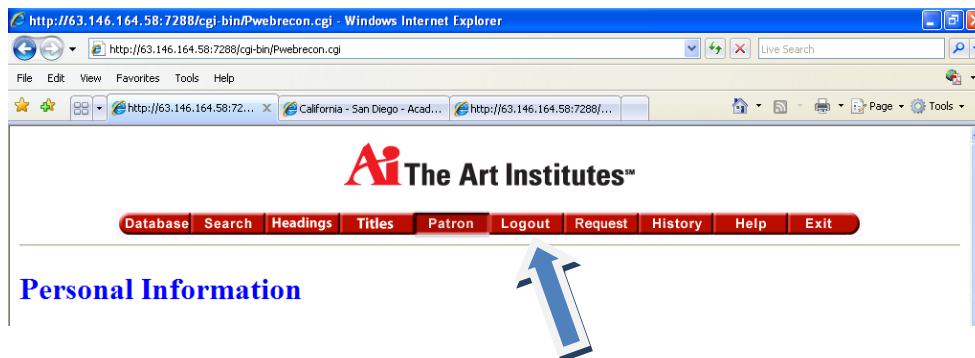 http://63.146.164.58:7288/cgi-bin/Pwebrecon.cgi - Windows Internet Explorer
http://63.146.164.58:7288/cgi-bin/Pwebrecon.cgi Live Search
File Edit View Favorites Tools Help
http://63.146.164.58:72... California - San Diego - Acad... http://63.146.164.58:7288/... Page Tools
Ai The Art Institutes℠
Database Search Headings Titles Patron Logout Request History Help Exit
Personal Information